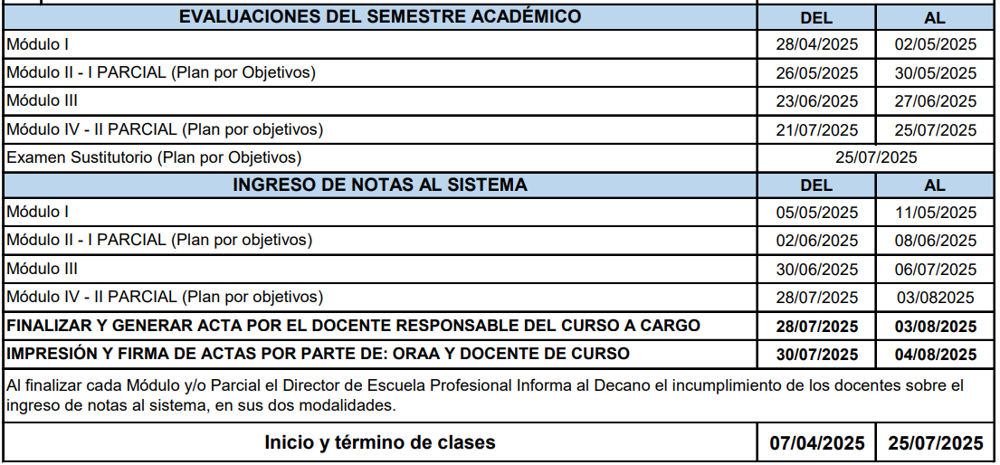 EVALUACIONES DEL SEMESTRE ACADÉMICO DEL AL
Módulo I 28/04/2025 02/05/2025
Módulo II - I PARCIAL (Plan por Objetivos) 26/05/2025 30/05/2025
Módulo III 23/06/2025 27/06/2025
Módulo IV - II PARCIAL (Plan por objetivos) 21/07/2025 25/07/2025
Examen Sustitutorio (Plan por Objetivos) 25/07/2025
INGRESO DE NOTAS AL SISTEMA DEL AL
Módulo I 05/05/2025 11/05/2025
Módulo II - I PARCIAL (Plan por objetivos) 02/06/2025 08/06/2025
Módulo III 30/06/2025 06/07/2025
Módulo IV - II PARCIAL (Plan por objetivos) 28/07/2025 03/082025
FINALIZAR Y GENERAR ACTA POR EL DOCENTE RESPONSABLE DEL CURSO A CARGO 28/07/2025 03/08/2025
IMPRESIÓN Y FIRMA DE ACTAS POR PARTE DE: ORAA Y DOCENTE DE CURSO 30/07/2025 04/08/2025
Al finalizar cada Módulo y/o Parcial el Director de Escuela Profesional Informa al Decano el incumplimiento de los docentes sobre el
ingreso de notas al sistema, en sus dos modalidades.
Inicio y término de clases 07/04/2025 25/07/2025